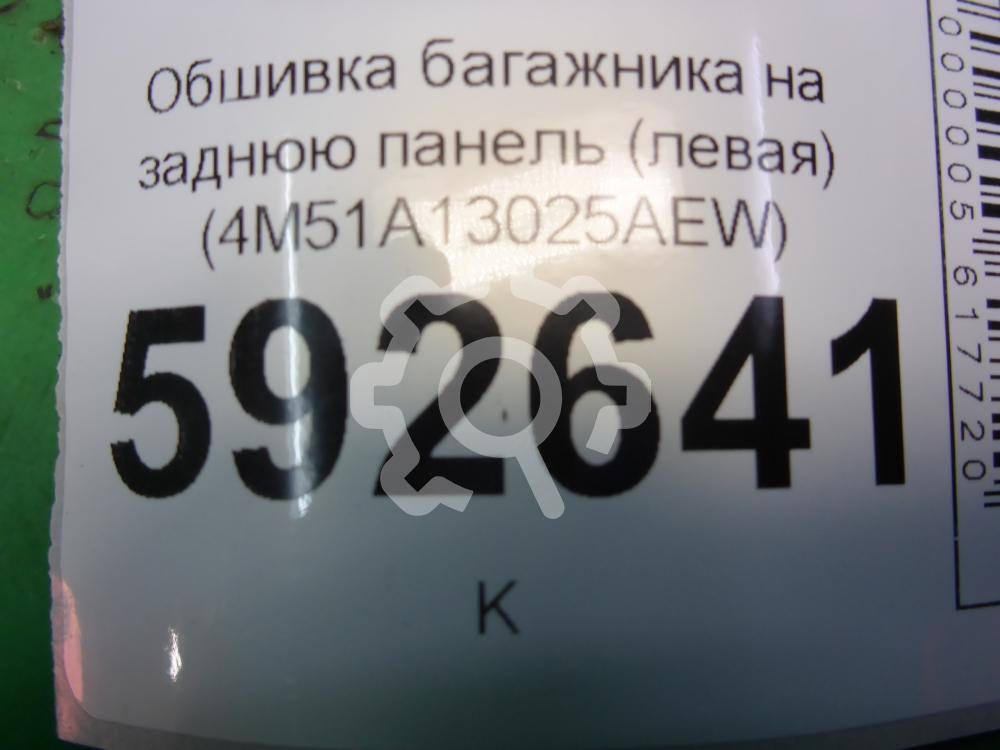 Обшивка багажника на
заднюю панель (левая)
(4M51A13025AEW)
592641
K
000005617720